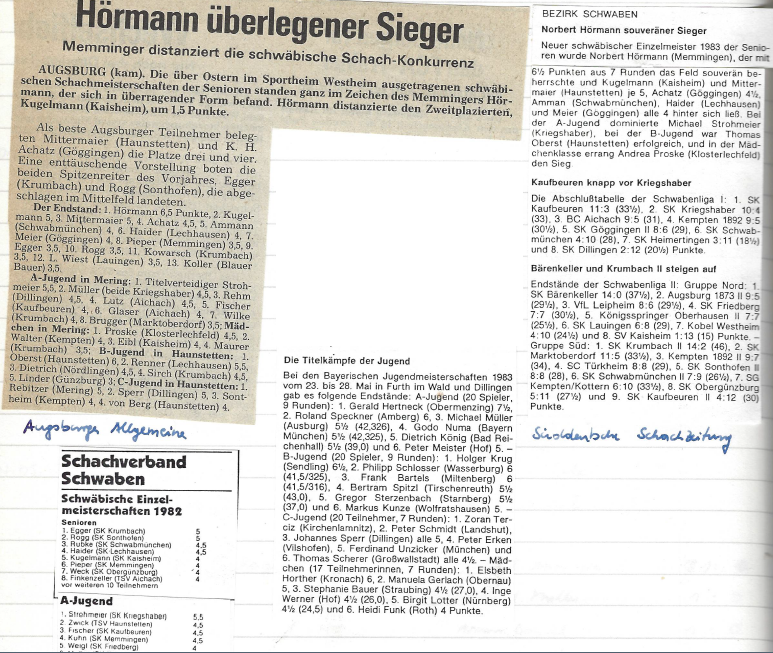 Hörmann überlegener Sieger
Memminger distanziert die schwäbische Schach-Konkurrenz
AUGSBURG (kam). Die über Ostern im Sportheim Westheim ausgetragenen schwäbi-
schen Schachmeisterschaften der Senioren standen ganz im Zeichen des Memmingers Hör-
mann, der sich in überragender Form befand. Hörmann distanzierte den Zweitplazierten,
Kugelmann (Kaisheim), um 1,5 Punkte.
Als beste Augsburger Teilnehmer beleg-
ten Mittermaier (Haunstetten) und K. H.
Achatz (Göggingen) die Platze drei und vier.
Eine enttäuschende Vorstellung boten die
beiden Spitzenreiter des Vorjahres, Egger
(Krumbach) und Rogg (Sonthofen), die abge-
schlagen im Mittelfeld landeten.
Der Endstand: 1. Hörmann 6,5 Punkte, 2. Kugel-
mann 5, 3. Mittermaier 5, 4. Achatz 4,5, 5. Ammann
(Schwabmünchen) 4, 6. Haider (Lechhausen) 4, 7.
Meier (Göggingen) 4, 8. Pieper (Memmingen) 3,5, 9.
Egger 3,5, 10. Rogg 3,5, 11. Kowarsch (Krumbach)
3,5, 12. L. Wiest (Lauingen) 3,5, 13. Koller (Blauer
Bauer) 3,5.
A-Jugend in Mering: 1. Titelverteidiger Stroh-
meier 5,5, 2. Müller (beide Kriegshaber) 4,5, 3. Rehm
(Dillingen) 4,5, 4. Lutz (Aichach) 4,5, 5. Fischer
(Kaufbeuren) 4, 6. Glaser (Aichach) 4, 7. Wilke
(Krumbach) 4, 8. Brugger (Marktoberdorf) 3,5; Mäd-
chen in Mering: 1. Proske (Klosterlechfeld) 4,5, 2.
Walter (Kempten) 4, 3. Eibl (Kaisheim) 4, 4. Maurer
(Krumbach) 3,5; B-Jugend in Haunstetten: 1.
Oberst (Haunstetten) 6, 2. Renner (Lechhausen) 5,5,
3. Dietrich (Nördlingen) 4,5, 4. Sirch (Krumbach) 4,5,
5. Linder (Günzburg) 3; C-Jugend in Haunstetten: 1.
Rebitzer (Mering) 5, 2. Sperr (Dillingen) 5, 3. Sont-
heim (Kempten) 4, 4. von Berg (Haunstetten) 4.
Augsburger Allgemeine
Schachverband
Schwaben
Schwäbische Einzel-
meisterschaften 1982
Senioren
1. Egger (SK Krumbach) 5
2. Rogg (SK Sonthofen) 5
3. Rubke (SK Schwabmünchen) 4,5
4. Haider (SK Lechhausen) 4,5
5. Kugelmann (SK Kaisheim) 4
6. Pieper (SK Memmingen) 4
7. Weck (SK Obergünzburg) 4
8. Finkenzeller (TSV Aichach) 4
vor weiteren 10 Teilnehmern
A-Jugend
1. Strohmeier (SK Kriegshaber) 5,5
2. Zwick (TSV Haunstetten) 4,5
3. Fischer (SK Kaufbeuren) 4,5
4. Kuhn (SK Memmingen) 4,5
5. Weigl (SK Friedberg) 4
Die Titelkämpfe der Jugend
Bei den Bayerischen Jugendmeisterschaften 1983
vom 23. bis 28. Mai in Furth im Wald und Dillingen
gab es folgende Endstände: A-Jugend (20 Spieler,
9 Runden): 1. Gerald Hertneck (Obermenzing) 7½,
2. Roland Speckner (Amberg) 6, 3. Michael Müller
(Ausburg) 5½ (42,326), 4. Godo Numa (Bayern
München) 5½ (42,325), 5. Dietrich König (Bad Rei-
chenhall) 5½ (39,0) und 6. Peter Meister (Hof) 5. –
B-Jugend (20 Spieler, 9 Runden): 1. Holger Krug
(Sendling) 6½, 2. Philipp Schlosser (Wasserburg) 6
(41,5/325), 3. Frank Bartels (Miltenberg) 6
(41,5/316), 4. Bertram Spitzl (Tirschenreuth) 5½
(43,0), 5. Gregor Sterzenbach (Starnberg) 5½
(37,0) und 6. Markus Kunze (Wolfratshausen) 5. –
C-Jugend (20 Teilnehmer, 7 Runden): 1. Zoran Ter-
ciz (Kirchenlamnitz), 2. Peter Schmidt (Landshut),
3. Johannes Sperr (Dillingen) alle 5, 4. Peter Erken
(Vilshofen), 5. Ferdinand Unzicker (München) und
6. Thomas Scherer (Großwallstadt) alle 4½. – Mäd-
chen (17 Teilnehmerinnen, 7 Runden): 1. Elsbeth
Horther (Kronach) 6, 2. Manuela Gerlach (Obernau)
5, 3. Stephanie Bauer (Straubing) 4½ (27,0), 4. Inge
Werner (Hof) 4½ (26,0), 5. Birgit Lotter (Nürnberg)
4½ (24,5) und 6. Heidi Funk (Roth) 4 Punkte.
BEZIRK SCHWABEN
Norbert Hörmann souveräner Sieger
Neuer schwäbischer Einzelmeister 1983 der Senio-
ren wurde Norbert Hörmann (Memmingen), der mit
6½ Punkten aus 7 Runden das Feld souverän be-
herrschte und Kugelmann (Kaisheim) und Mitter-
maier (Haunstetten) je 5, Achatz (Göggingen) 4½,
Amman (Schwabmünchen), Haider (Lechhausen)
und Meier (Göggingen) alle 4 hinter sich ließ. Bei
der A-Jugend dominierte Michael Strohmeier
(Kriegshaber), bei der B-Jugend war Thomas
Oberst (Haunstetten) erfolgreich, und in der Mäd-
chenklasse errang Andrea Proske (Klosterlechfeld)
den Sieg
Kaufbeuren knapp vor Kriegshaber
Die Abschlußtabelle der Schwabenliga I: 1. SK
Kaufbeuren 11:3 (33½), 2. SK Kriegshaber 10:4
(33), 3. BC Aichach 9:5 (31), 4. Kempten 1892 9:5
(30½), 5. SK Göggingen II 8:6 (29), 6. SK Schwab-
münchen 4:10 (28), 7. SK Heimertingen 3:11 (18½)
und 8. SK Dillingen 2:12 (20½) Punkte.
Bärenkeller und Krumbach II steigen auf
Endstände der Schwabenliga II: Gruppe Nord: 1.
SK Bärenkeller 14:0 (37½), 2. Augsburg 1873 II 9:5
(29½), 3. VfL Leipheim 8:6 (29½), 4. SK Friedberg
7:7 (30½), 5. Königsspringer Oberhausen II 7:7
(25½), 6. SK Lauingen 6:8 (29), 7. Kobel Westheim
4:10 (24½) und 8. SV Kaisheim 1:13 (15) Punkte. –
Gruppe Süd: 1. SK Krumbach II 14:2 (46), 2. SK
Marktoberdorf 11:5 (33½), 3. Kempten 1892 II 9:7
(34), 4. SC Türkheim 8:8 (29), 5. SK Sonthofen II
8:8 (28), 6. SK Schwabmünchen II 7:9 (26½), 7. SG
Kempten/Kottern 6:10 (33½), 8. SK Obergünzburg
5:11 (27½) und 9. SK Kaufbeuren II 4:12 (30)
Punkte.
Süddeutsche Schachzeitung